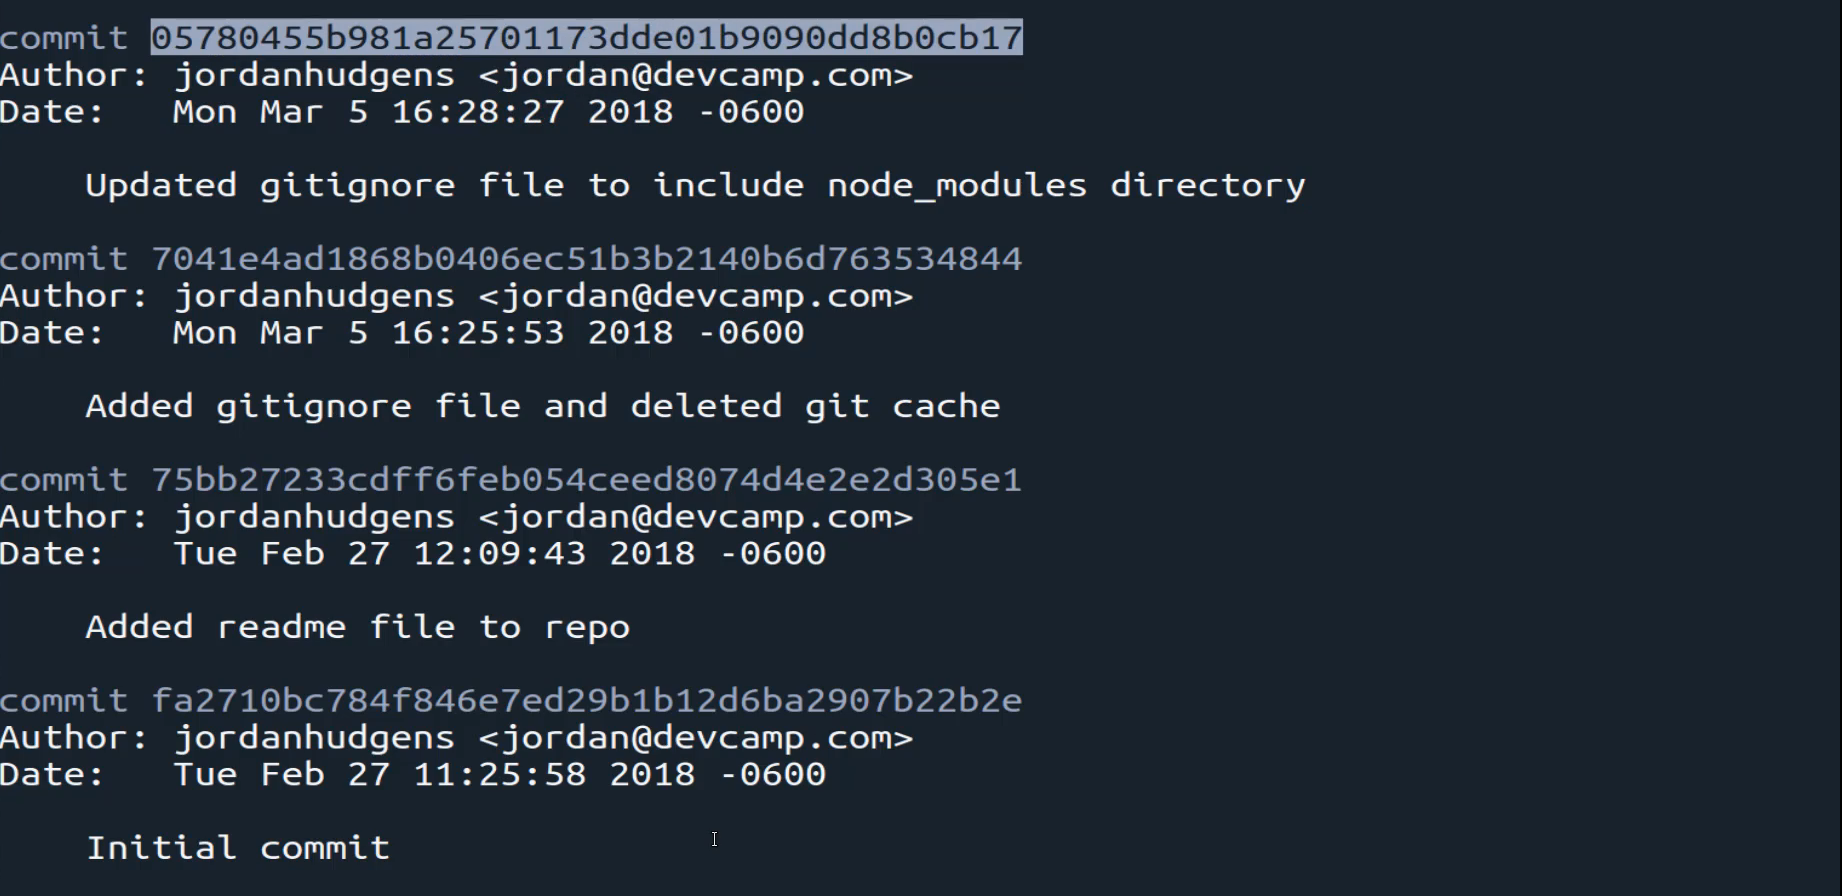 commit 05780455b981a25701173dde01b9090dd8b0cb17
Author: jordanhudgens <jordan@devcamp.com>
Date:   Mon Mar 5 16:28:27 2018 -0600
    Updated gitignore file to include node_modules directory
commit 7041e4ad1868b0406ec51b3b2140b6d763534844
Author: jordanhudgens <jordan@devcamp.com>
Date:   Mon Mar 5 16:25:53 2018 -0600
    Added gitignore file and deleted git cache
commit 75bb27233cdff6feb054ceed8074d4e2e2d305e1
Author: jordanhudgens <jordan@devcamp.com>
Date:   Tue Feb 27 12:09:43 2018 -0600
    Added readme file to repo
commit fa2710bc784f846e7ed29b1b12d6ba2907b22b2e
Author: jordanhudgens <jordan@devcamp.com>
Date:   Tue Feb 27 11:25:58 2018 -0600
    Initial commit